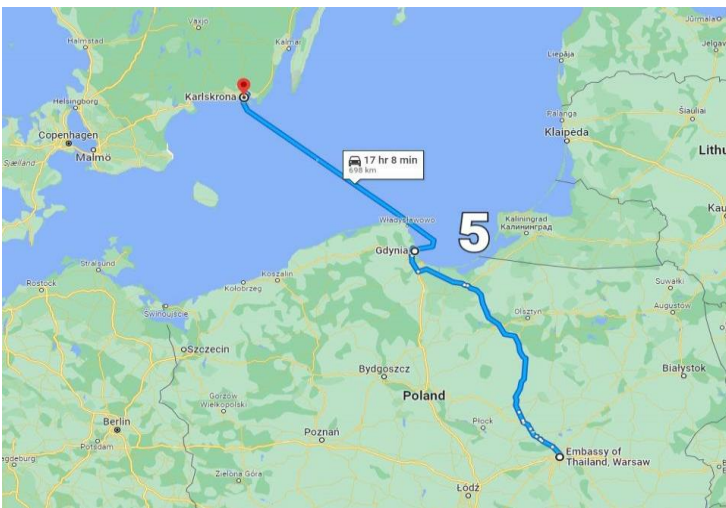 Växjö
Jūrmala
Halmstad
Kalmar
Liepāja
Jelgav
Karlskrona
Helsingborg
Palanga
Šiauliai
Copenhagen
17 hr 8 min
698 km
Klaipeda
Malmö
Sjælland
Lithu
Kau
Władysławowo
5
Kaliningrad
Калининград
Gdynia
Stralsund
Koszalin
Suwałki
Rostock
Kołobrzeg
Świnoujście
Olsztyn
Augustów
Szczecin
Bydgoszcz
Białystok
Gorzów
Wielkopolski
Poland
Berlin
Płock
Potsdam
Poznań
Embassy of
Thailand, Warsaw
agdeburg
Zielona Góra
Łódź